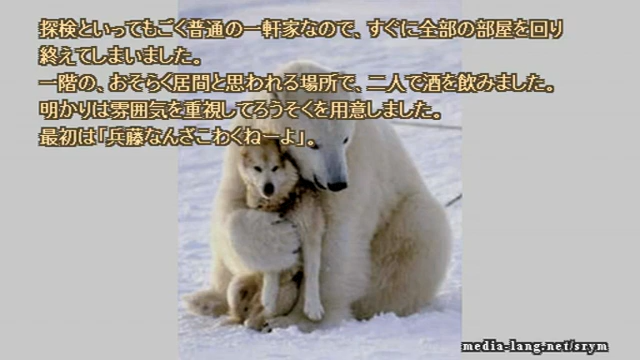 探検といってもごく普通の一軒家なので、すぐに全部の部屋を回り
終えてしまいました。
一階の、おそらく居間と思われる場所で、二人で酒を飲みました。
明かりは雰囲気を重視してろうそくを用意しました。
最初は「兵藤なんざこわくねーよ」。
media-lang.net/srym